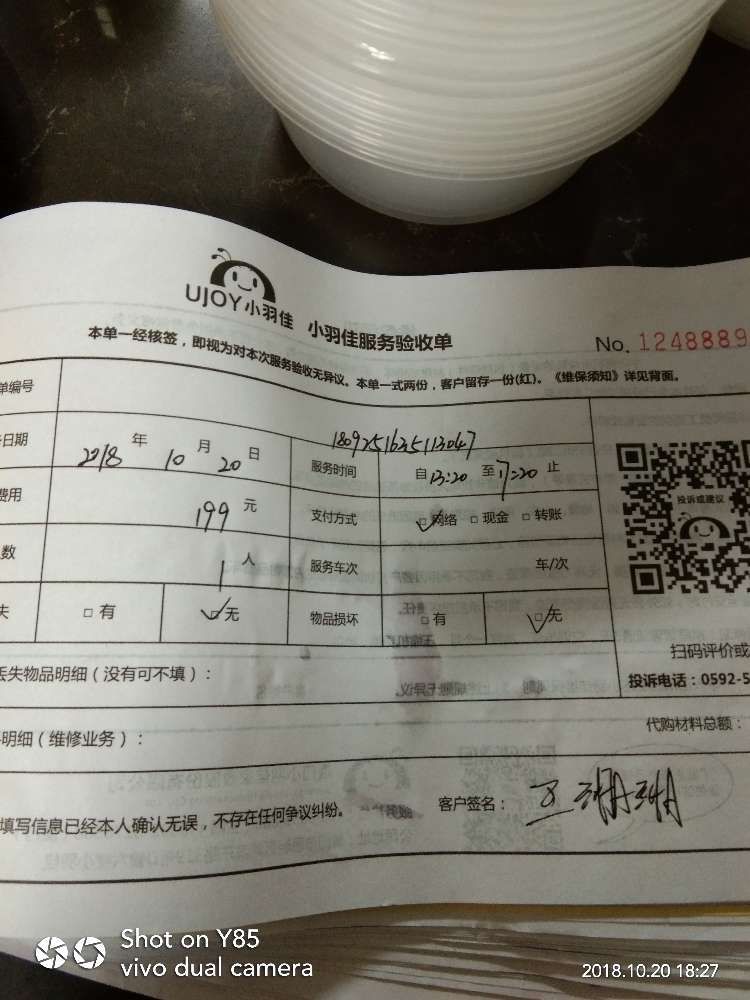 UJOY小羽佳 小羽佳服务验收单 No. 1248889
本单一经核签，即视为对本次服务验收无异议。本单一式两份，客户留存一份(红)。《维保须知》详见背面。
单编号 1809251635113047
日期 2018 年 10 月 20 日 服务时间 自 13:20 至 17:20 止
费用 199 元 支付方式 网络 □ 现金 □ 转账
数 1 人 服务车次 车/次
失 □ 有 无 物品损坏 □ 有 无
投诉或建议
扫码评价或
投诉电话：0592-5
丢失物品明细（没有可不填）：
明细（维修业务）： 代购材料总额：
填写信息已经本人确认无误，不存在任何争议纠纷。 客户签名： 王珊珊
Shot on Y85
vivo dual camera
2018.10.20 18:27